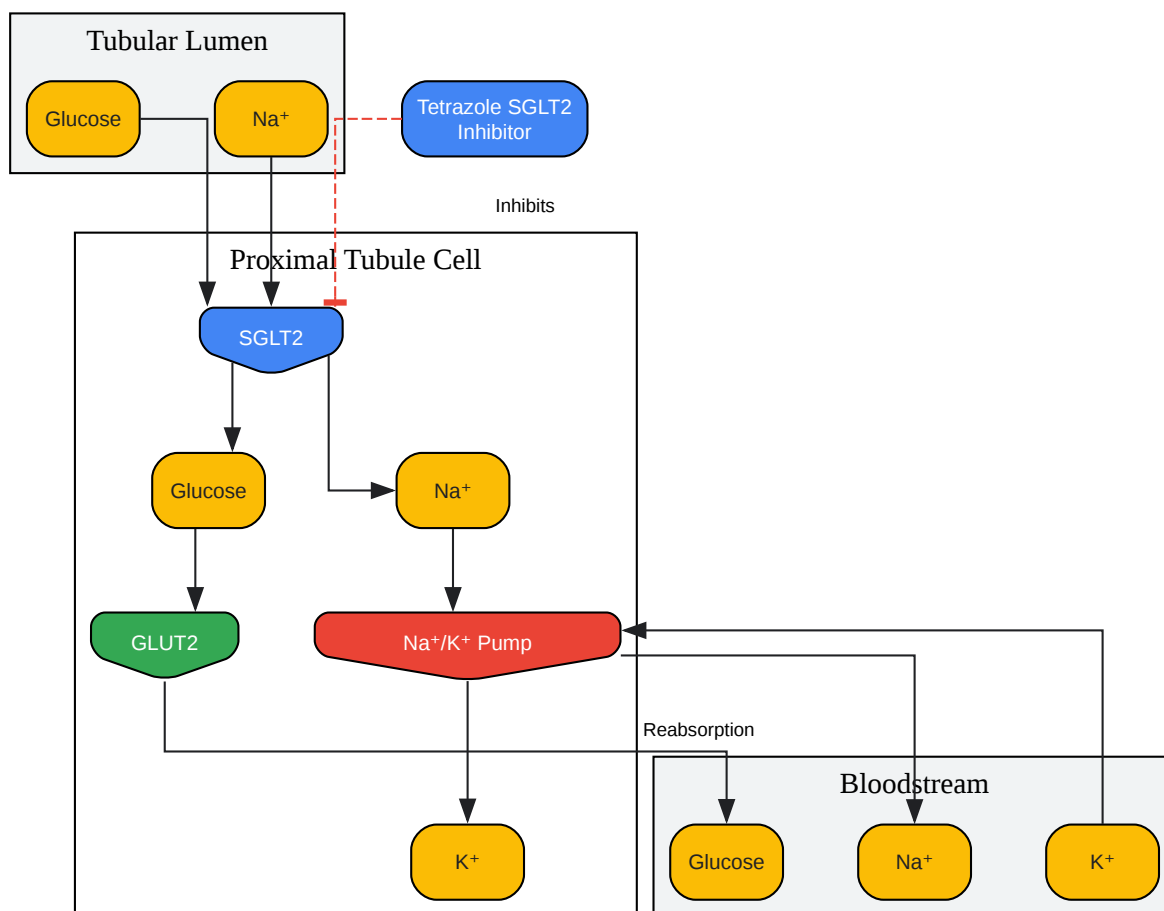 Tubular Lumen
Glucose
Na⁺
Tetrazole SGLT2
Inhibitor
Inhibits
Proximal Tubule Cell
SGLT2
Glucose
Na⁺
GLUT2
Na⁺/K⁺ Pump
Reabsorption
Bloodstream
K⁺
Glucose
Na⁺
K⁺